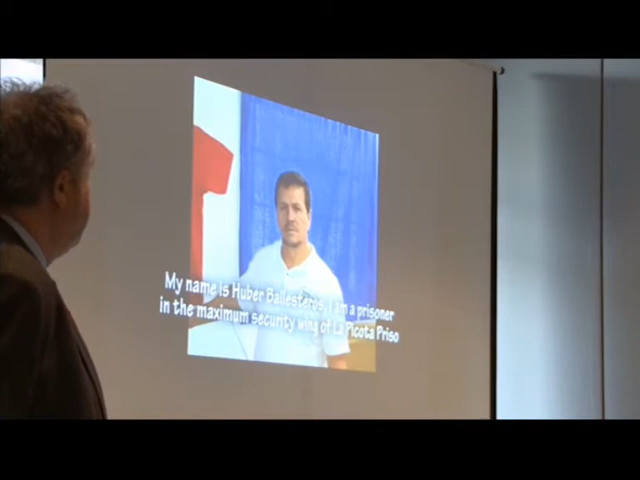 My name is Huber Ballesteros, I am a prisoner
in the maximum security wing of La Picota Priso